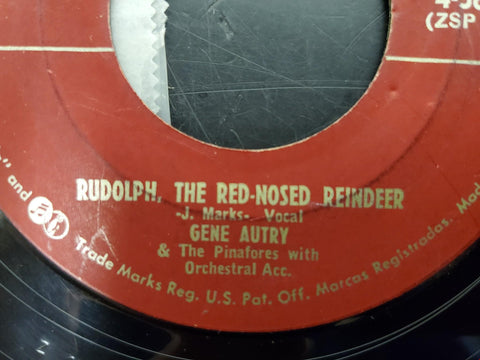 (ZSP
RUDOLPH, THE RED-NOSED REINDEER
-J. Marks- Vocal
GENE AUTRY
& The Pinafores with
Orchestral Acc.
" and
Trade Marks Reg. U.S. Pat. Off. Marcas Registradas. Mad